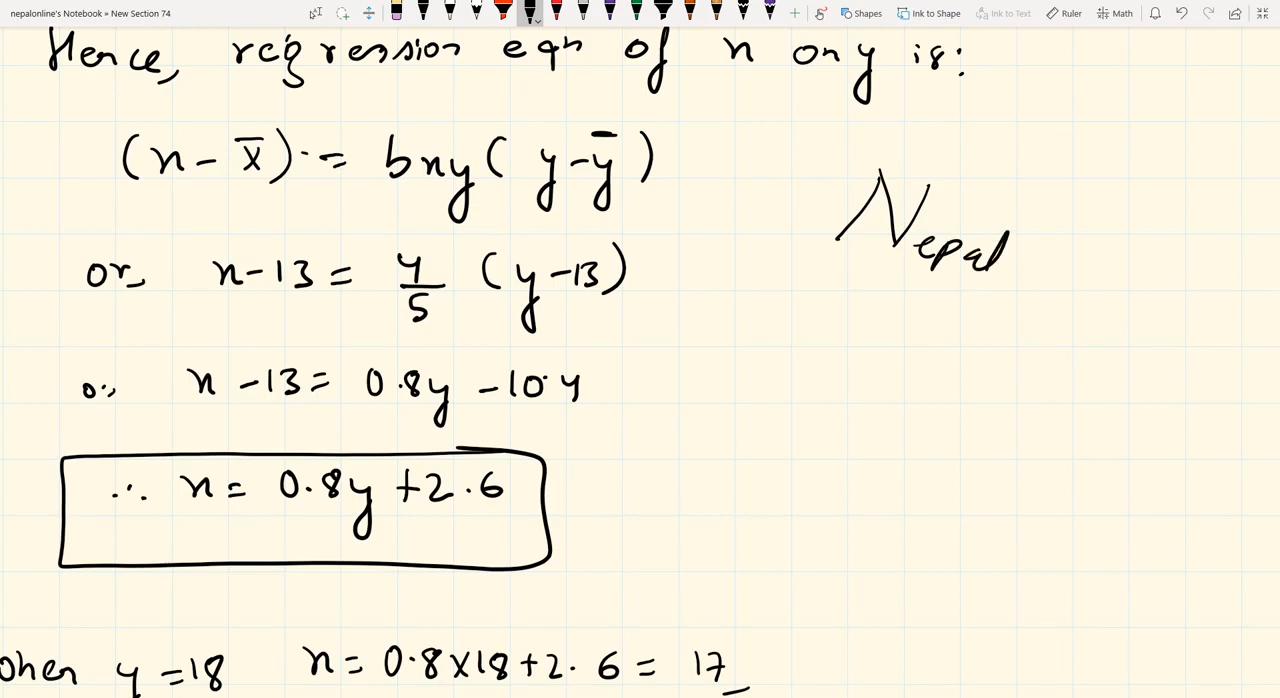 nepalonline's Notebook » New Section 74
Shapes Ink to Shape Ink to Text Ruler Math
Hence, regression eqn of x on y is:
(x - x̄) = bxy (y - ȳ)
Nepal
or, x - 13 = 4/5 (y - 13)
or, x - 13 = 0.8y - 10.4
∴ x = 0.8y + 2.6
When y = 18 x = 0.8 × 18 + 2.6 = 17